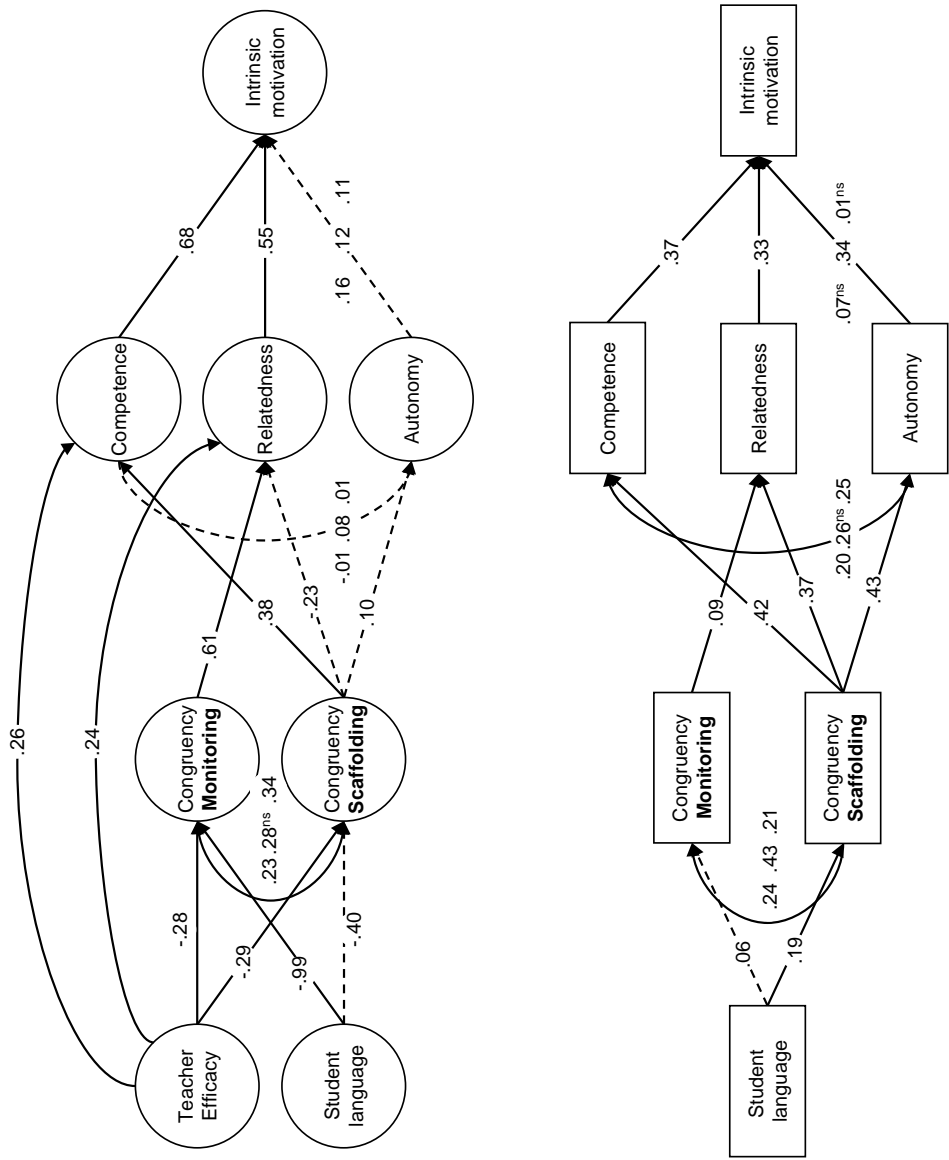 Teacher
Efficacy
Student
language
.26
.24
-.28
-.29
-.99
-.40
Congruency
Monitoring
.23 .28ns .34
Congruency
Scaffolding
.61
.38
-.23
.10
-.01 .08 .01
Competence
Relatedness
Autonomy
.68
.55
.16 .12 .11
Intrinsic
motivation
Student
language
.06
.19
Congruency
Monitoring
.24 .43 .21
Congruency
Scaffolding
.09
.42
.37
.43
.20 .26ns .25
Competence
Relatedness
Autonomy
.37
.33
.07ns .34 .01ns
Intrinsic
motivation